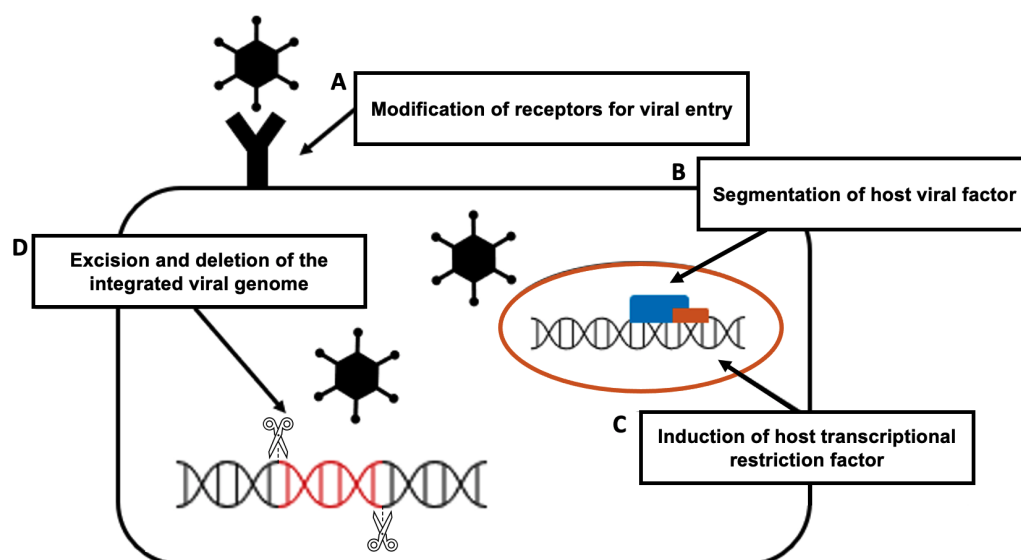 A
Modification of receptors for viral entry
B
Segmentation of host viral factor
D
Excision and deletion of the
integrated viral genome
C
Induction of host transcriptional
restriction factor